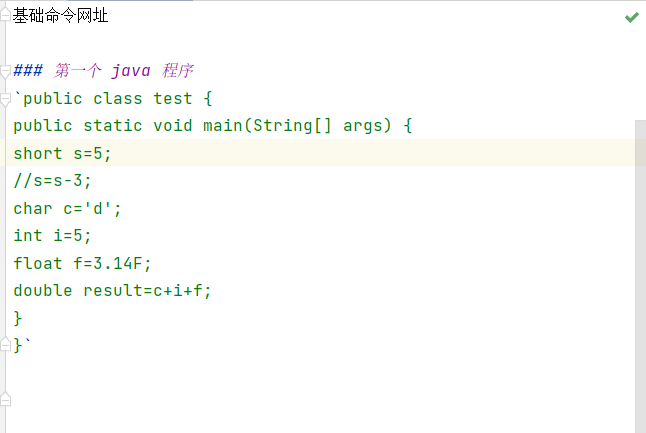 基础命令网址
### 第一个 java 程序
`public class test {
public static void main(String[] args) {
short s=5;
//s=s-3;
char c='d';
int i=5;
float f=3.14F;
double result=c+i+f;
}
}`